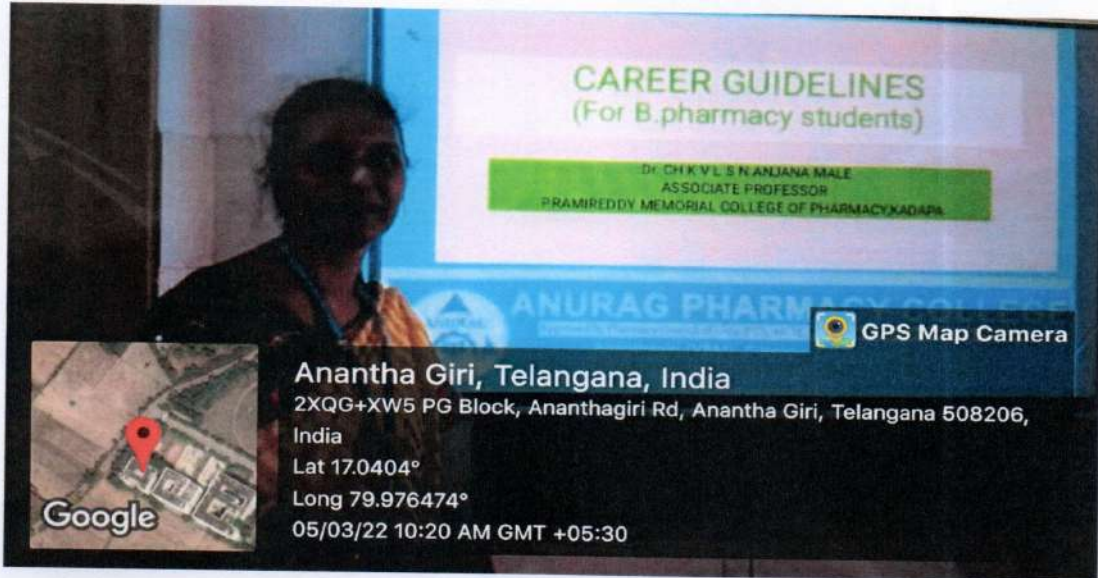 CAREER GUIDELINES
(For B.pharmacy students)
Dr CH K V L S N ANJANA MALE
ASSOCIATE PROFESSOR
PRAMIREDDY MEMORIAL COLLEGE OF PHARMACY,KADAPA
ANURAG PHARMACY COLLEGE
GPS Map Camera
Anantha Giri, Telangana, India
2XQG+XW5 PG Block, Ananthagiri Rd, Anantha Giri, Telangana 508206,
India
Lat 17.0404°
Long 79.976474°
05/03/22 10:20 AM GMT +05:30
Google